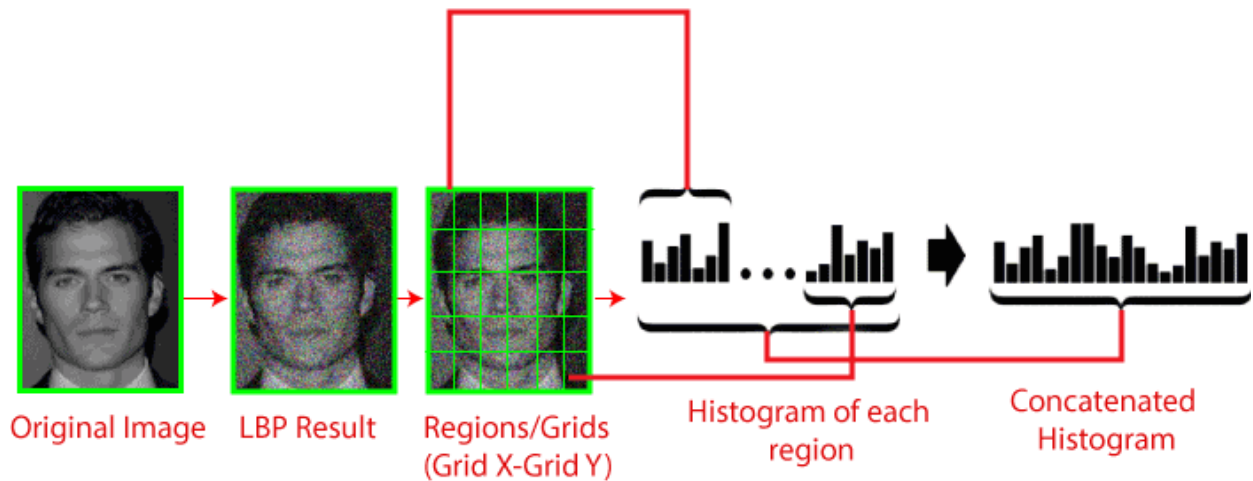 Original Image
LBP Result
Regions/Grids
(Grid X-Grid Y)
Histogram of each
region
Concatenated
Histogram